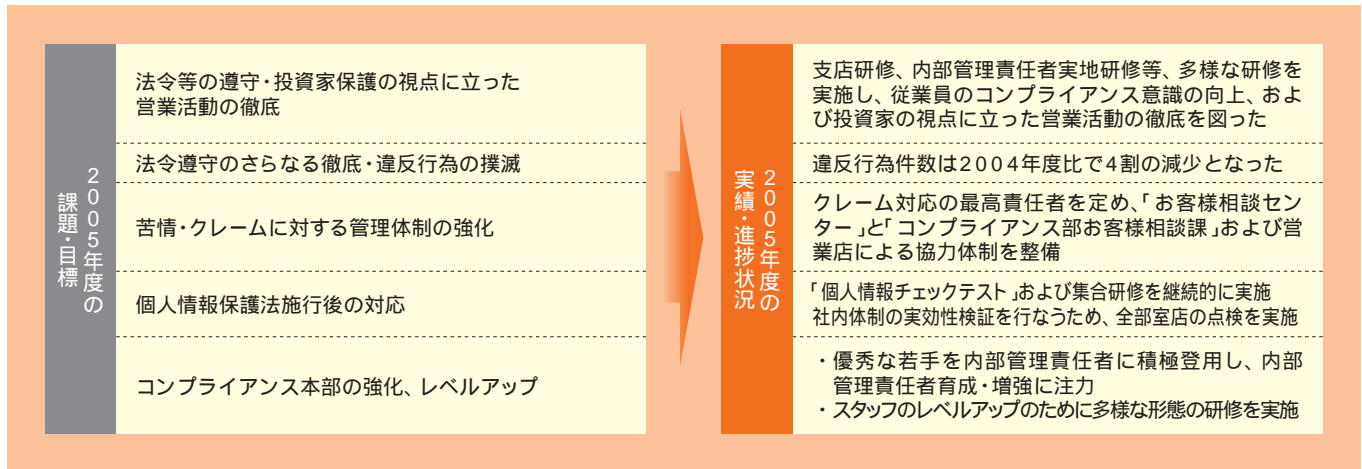 2005年度の
課題・目標
法令等の遵守・投資家保護の視点に立った
営業活動の徹底
法令遵守のさらなる徹底・違反行為の撲滅
苦情・クレームに対する管理体制の強化
個人情報保護法施行後の対応
コンプライアンス本部の強化、レベルアップ
2005年度の
実績・進捗状況
支店研修、内部管理責任者実地研修等、多様な研修を
実施し、従業員のコンプライアンス意識の向上、およ
び投資家の視点に立った営業活動の徹底を図った
違反行為件数は2004年度比で4割の減少となった
クレーム対応の最高責任者を定め、「お客様相談セン
ター」と「コンプライアンス部お客様相談課」および営
業店による協力体制を整備
「個人情報チェックテスト」および集合研修を継続的に実施
社内体制の実効性検証を行なうため、全部室店の点検を実施
・優秀な若手を内部管理責任者に積極登用し、内部
管理責任者育成・増強に注力
・スタッフのレベルアップのために多様な形態の研修を実施